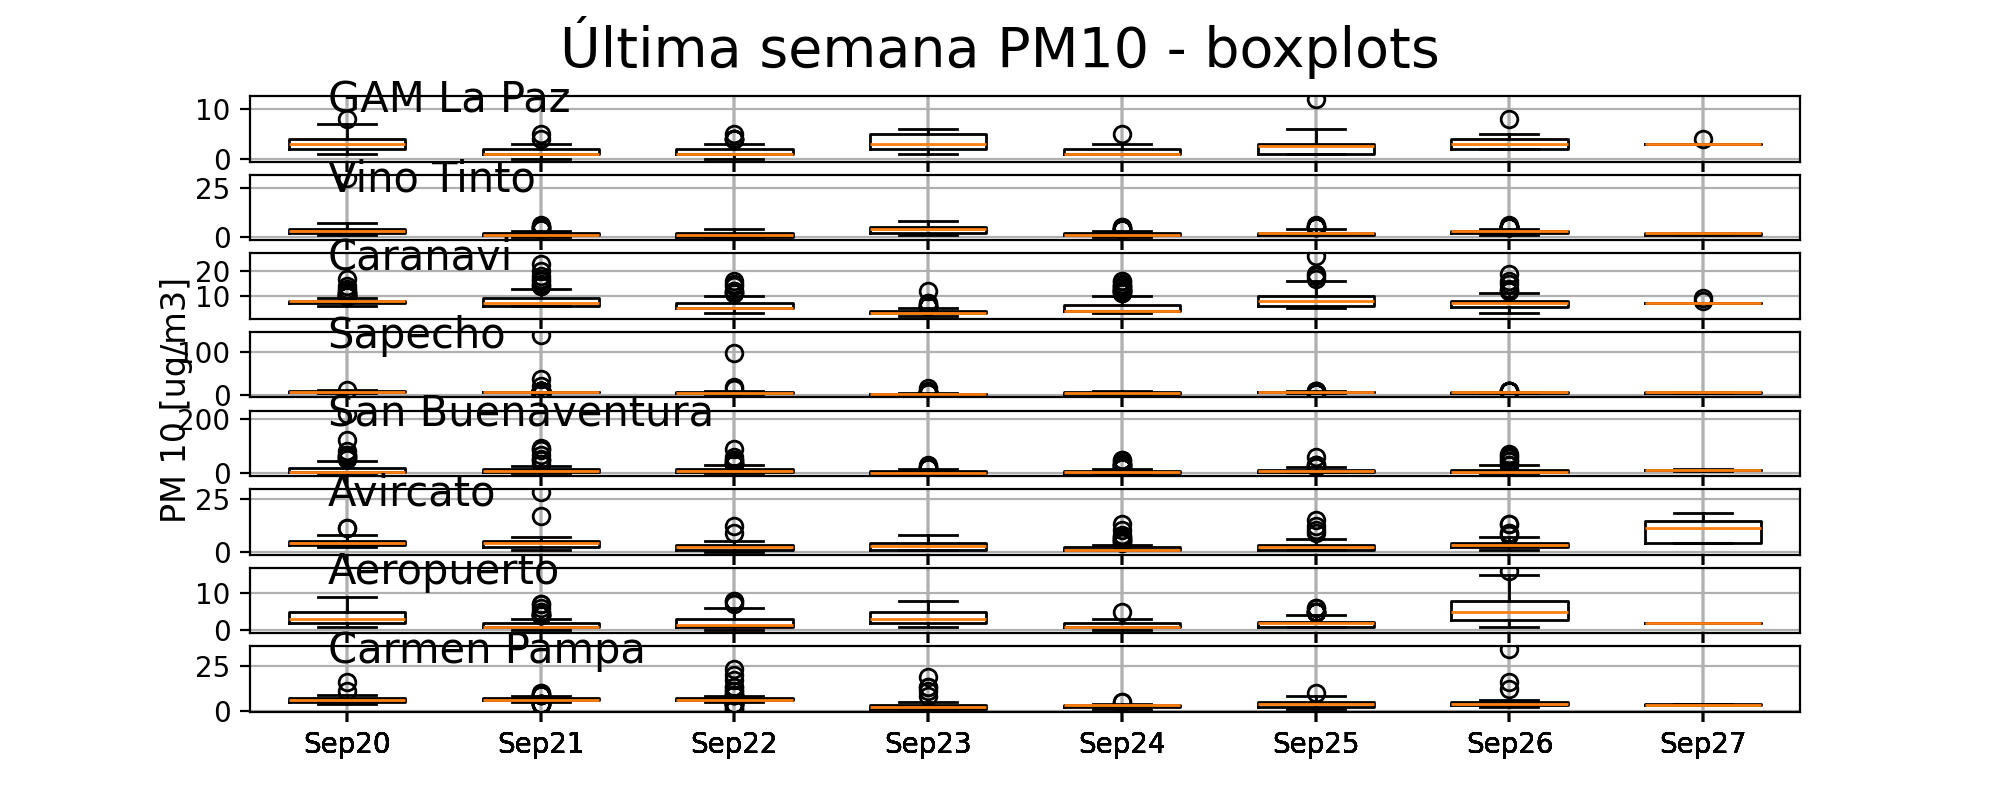 Última semana PM10 - boxplots
GAM La Paz
10
0
Vino Tinto
25
0
Caranavi
20
10
Sapecho
100
0
San Buenaventura
200
0
Avircato
25
0
Aeropuerto
10
0
Carmen Pampa
25
0
PM 10 [ug/m3]
Sep20 Sep21 Sep22 Sep23 Sep24 Sep25 Sep26 Sep27